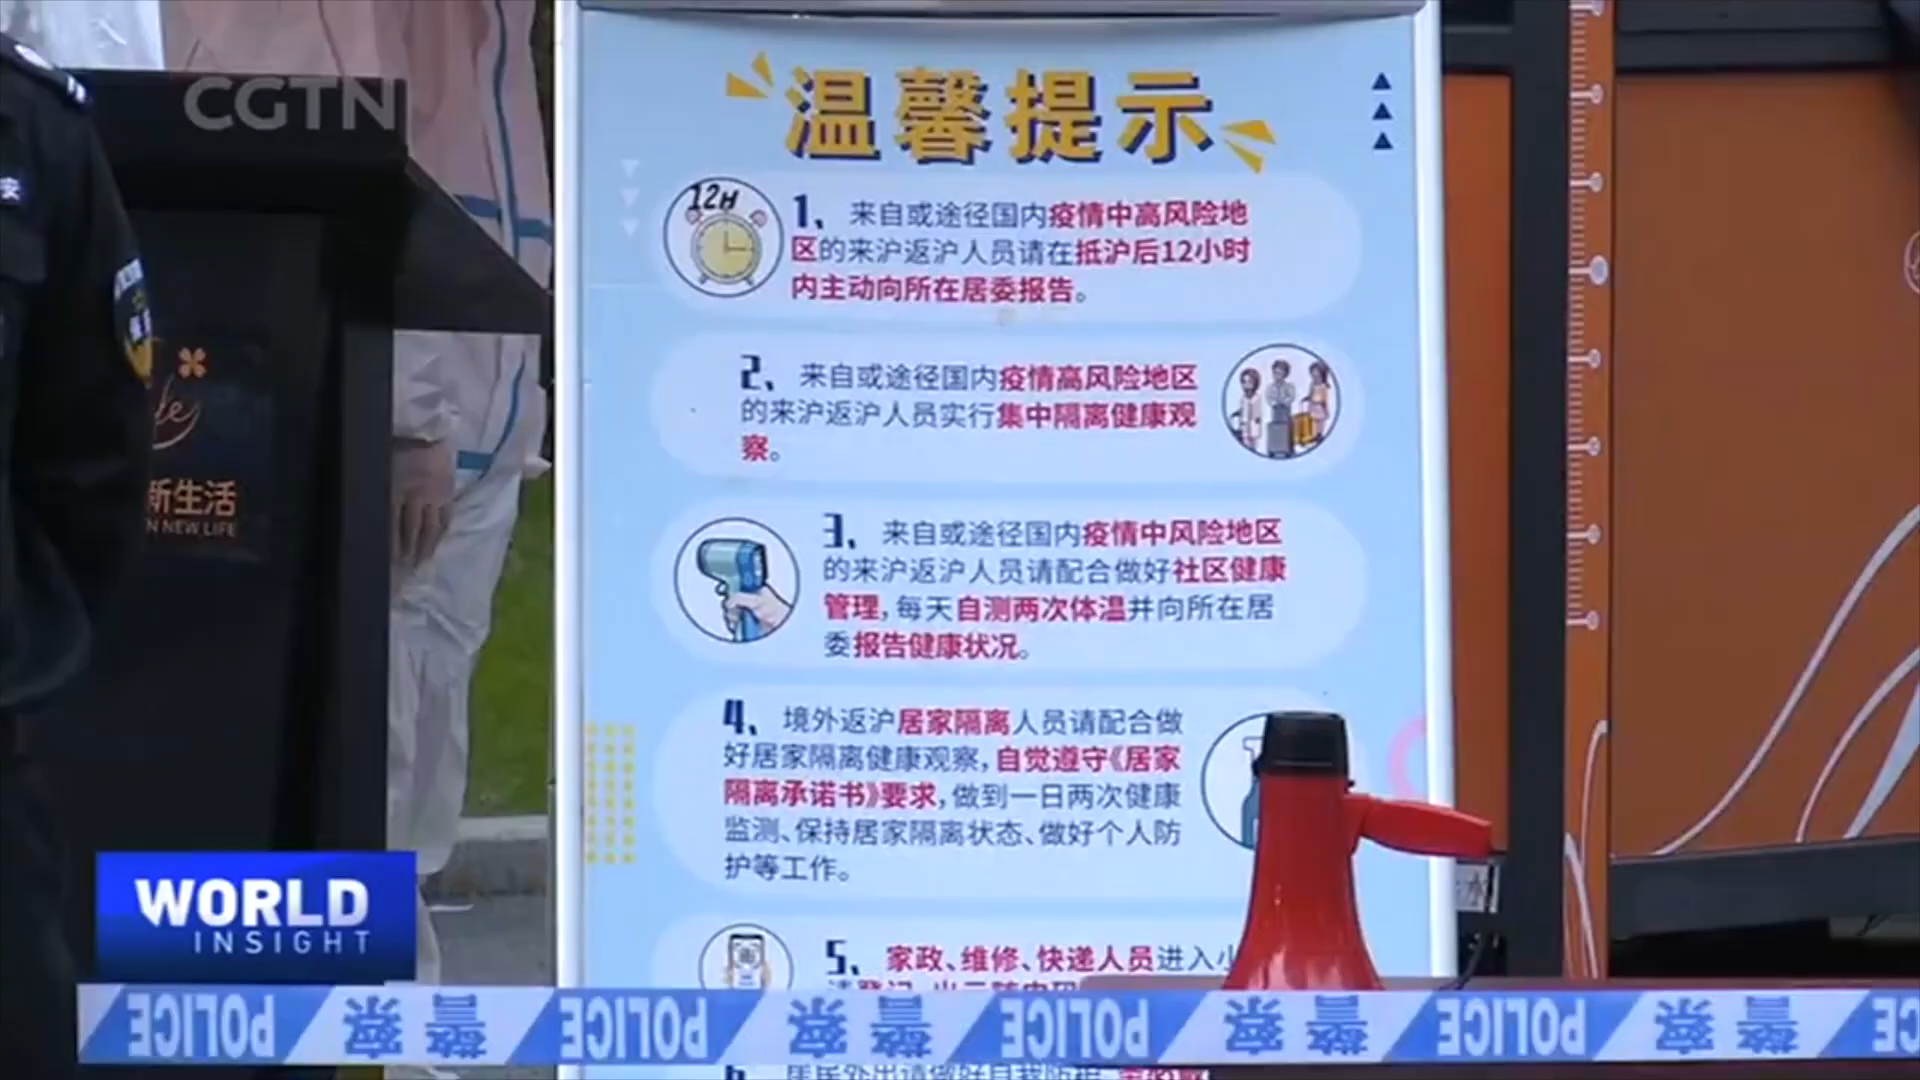 CGTN
安
新生活
N NEW LIFE
温馨提示
12H
1、来自或途径国内疫情中高风险地
区的来沪返沪人员请在抵沪后12小时
内主动向所在居委报告。
2、来自或途径国内疫情高风险地区
的来沪返沪人员实行集中隔离健康观
察。
3、来自或途径国内疫情中风险地区
的来沪返沪人员请配合做好社区健康
管理,每天自测两次体温并向所在居
委报告健康状况。
4、境外返沪居家隔离人员请配合做
好居家隔离健康观察,自觉遵守《居家
隔离承诺书》要求,做到一日两次健康
监测、保持居家隔离状态、做好个人防
护等工作。
5、家政、维修、快递人员进入小
WORLD
INSIGHT
POLICE 警察 POLICE 警察 POLICE 警察 POLICE 警察